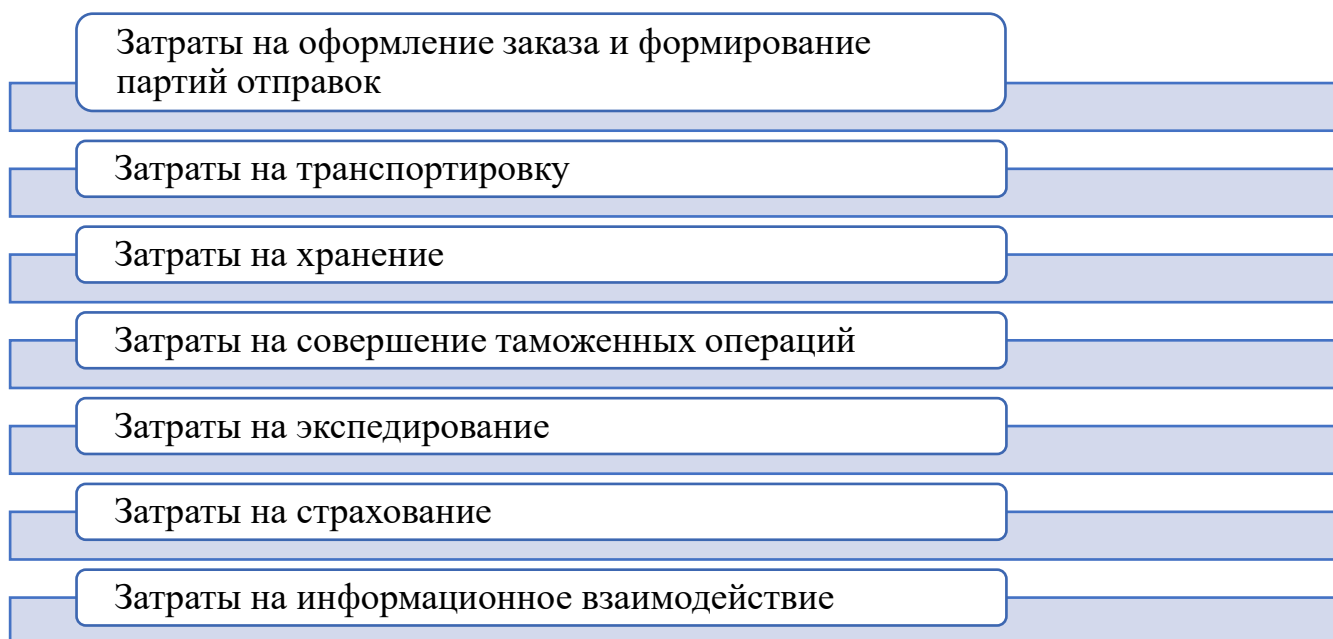 Затраты на оформление заказа и формирование
партий отправок
Затраты на транспортировку
Затраты на хранение
Затраты на совершение таможенных операций
Затраты на экспедирование
Затраты на страхование
Затраты на информационное взаимодействие